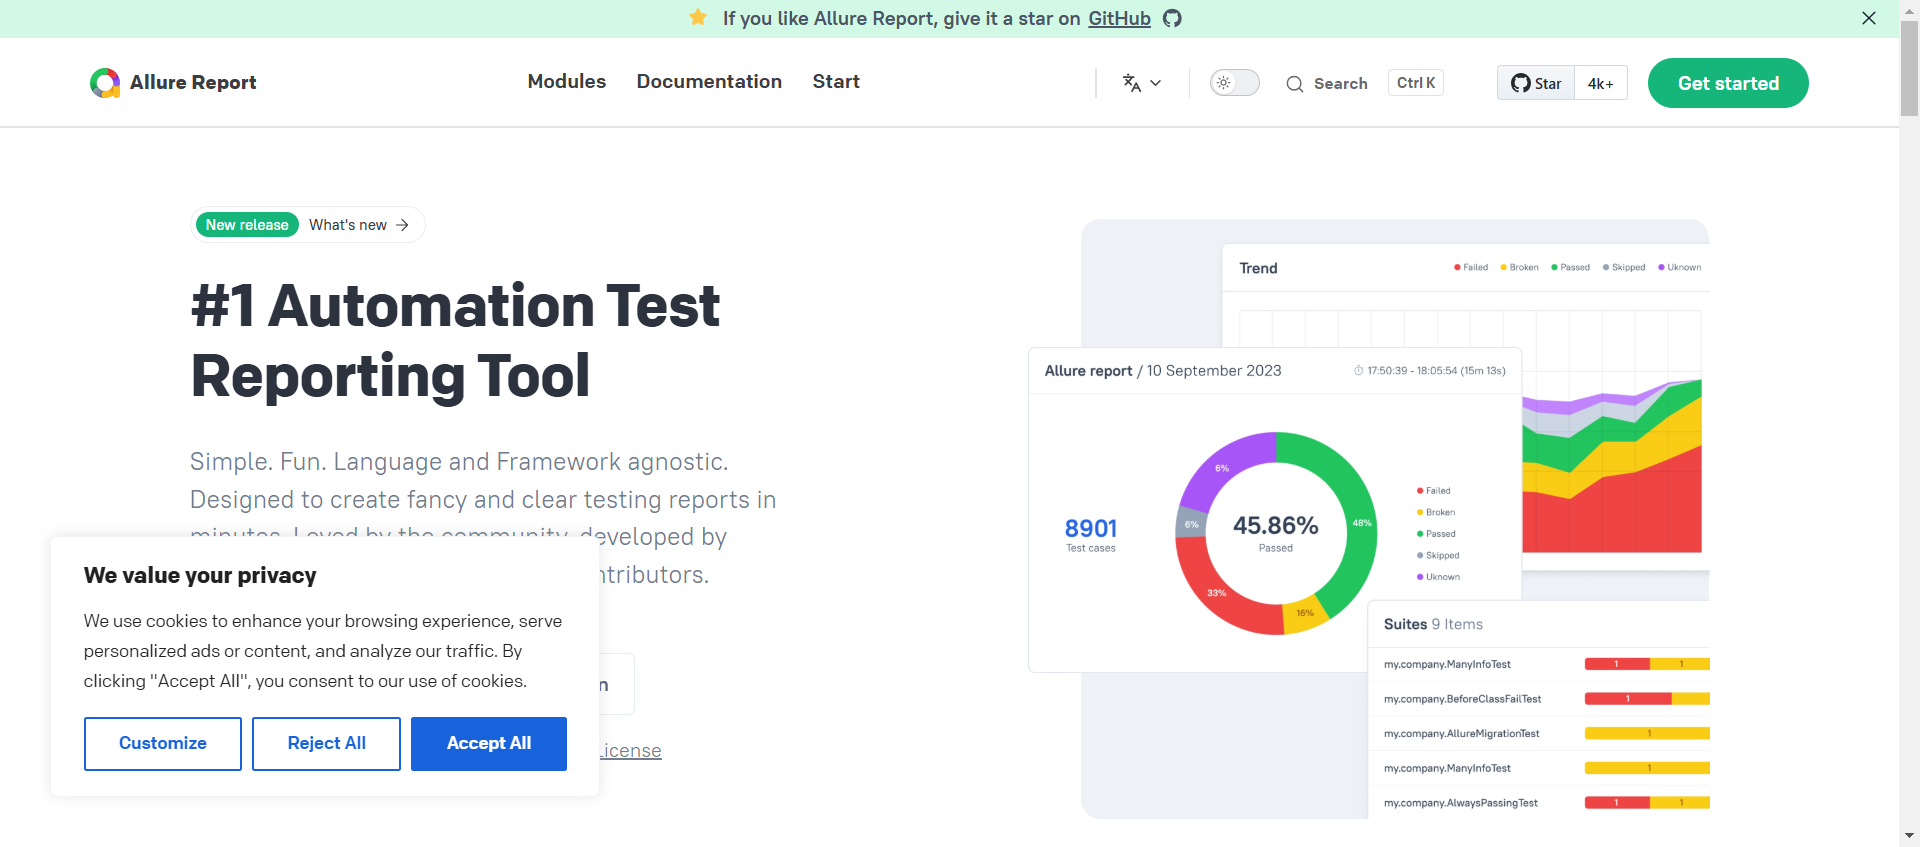 If you like Allure Report, give it a star on GitHub
Allure Report
Modules
Documentation
Start
Search
Ctrl K
Star
4k+
Get started
New release
What's new
#1 Automation Test
Reporting Tool
Simple. Fun. Language and Framework agnostic.
Designed to create fancy and clear testing reports in
minutes. Loved by the community, developed by
ntributors.
n
License
We value your privacy
We use cookies to enhance your browsing experience, serve
personalized ads or content, and analyze our traffic. By
clicking "Accept All", you consent to our use of cookies.
Customize
Reject All
Accept All
Trend
Failed
Broken
Passed
Skipped
Uknown
Allure report / 10 September 2023
17:50:39 - 18:05:54 (15m 13s)
8901
Test cases
45.86%
Passed
6%
6%
48%
33%
16%
Failed
Broken
Passed
Skipped
Uknown
Suites 9 Items
my.company.ManyInfoTest
1
1
my.company.BeforeClassFailTest
1
my.company.AllureMigrationTest
1
my.company.ManyInfoTest
1
my.company.AlwaysPassingTest
1
1